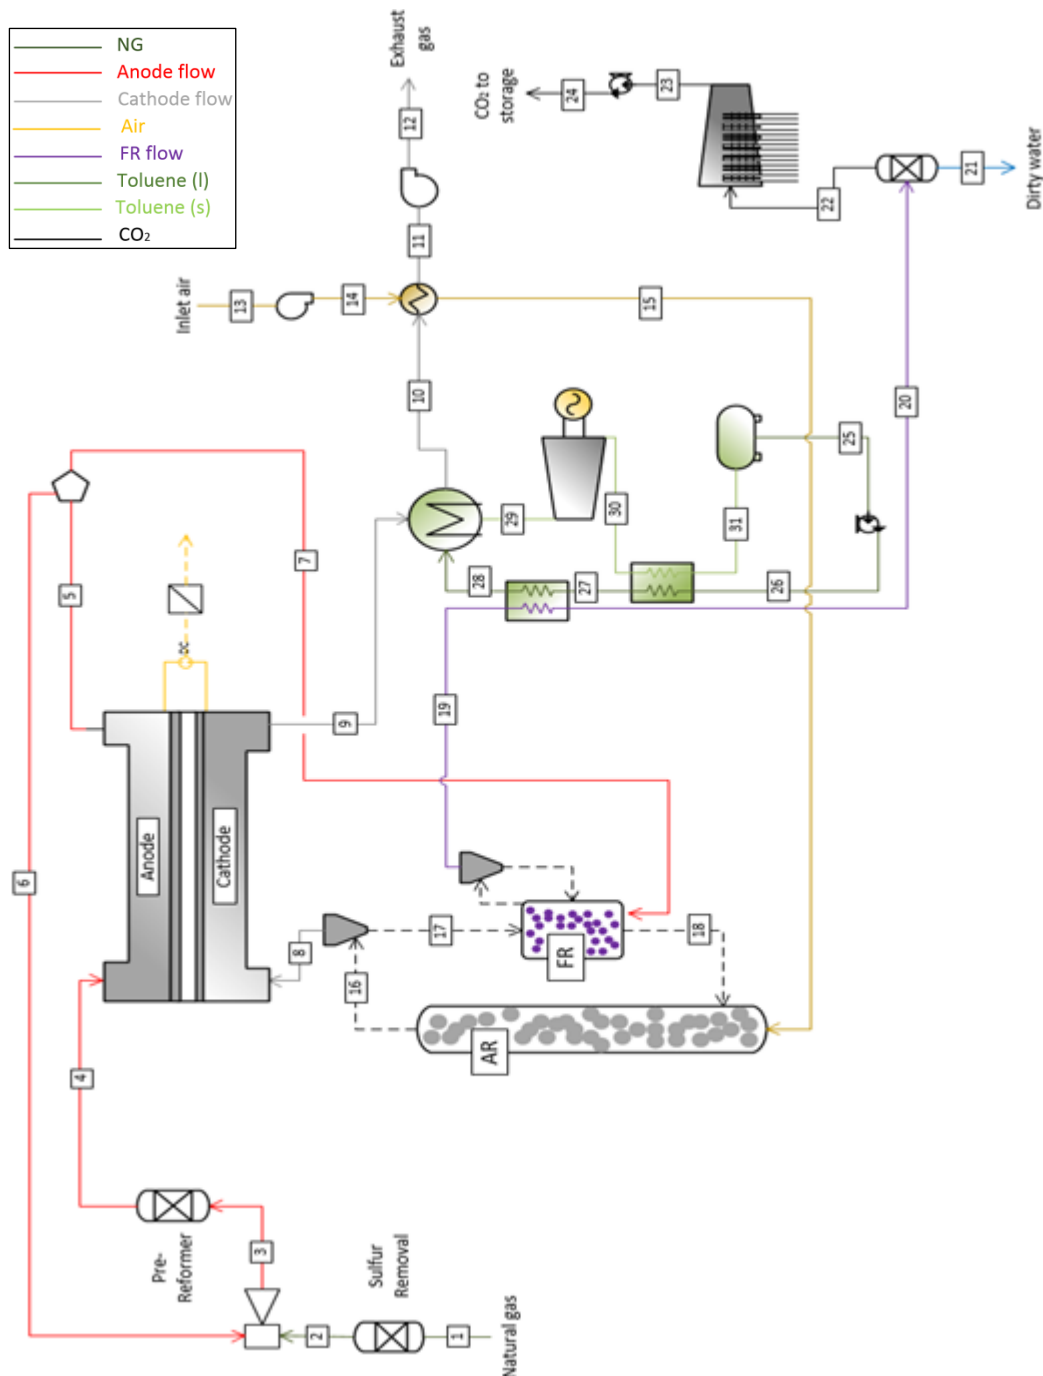 NG
Anode flow
Cathode flow
Air
FR flow
Toluene (l)
Toluene (s)
CO₂
Exhaust
gas
12
11
Inlet air
13
14
15
10
CO₂ to
storage
24
23
22
21
Dirty water
20
5
7
DC
9
6
Anode
Cathode
29
30
31
25
28
27
26
19
8
17
16
18
FR
AR
4
Pre-
Reformer
3
Sulfur
Removal
2
1
Natural gas